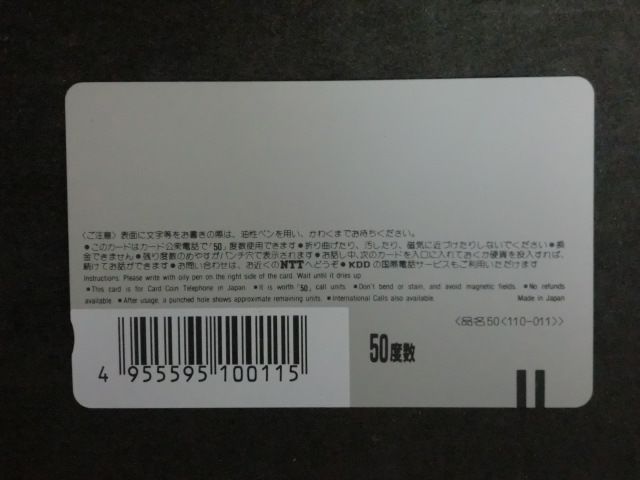 〈ご注意〉表面に文字等をお書きの際は、油性ペンを用い、かわくまでお待ちください。
●このカードはカード公衆電話で「50」度数使用できます●折り曲げたり、汚したり、磁気に近づけたりしないでください●換
金できません●残り度数のめやすがパンチ穴で表示されます●お話し中、次のカードを入口に入れておくか硬貨を投入すれば、
続けてお話ができます●お問い合わせは、お近くのNTTへどうぞ●KDDの国際電話サービスもご利用いただけます
Instructions: Please write with oily pen on the right side of the card. Wait until it dries up.
●This card is for Card Coin Telephone in Japan. ●It is worth「50」call units. ●Don't bend or stain, and avoid magnetic fields. ●No refunds
available. ●After usage, a punched hole shows approximate remaining units. ●International Calls also available. Made in Japan
〈品名50〈110-011〉〉
50度数
4 955595 100115